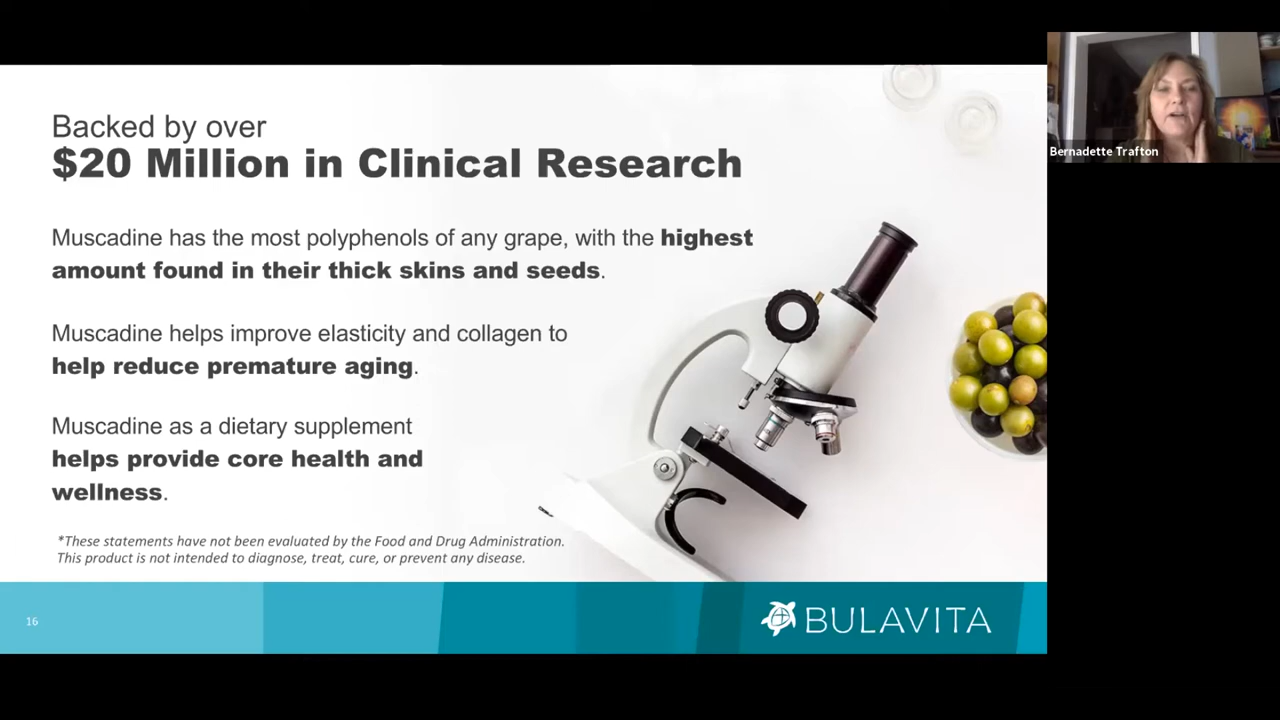 Backed by over
$20 Million in Clinical Research
Muscadine has the most polyphenols of any grape, with the highest
amount found in their thick skins and seeds.
Muscadine helps improve elasticity and collagen to
help reduce premature aging.
Muscadine as a dietary supplement
helps provide core health and
wellness.
*These statements have not been evaluated by the Food and Drug Administration.
This product is not intended to diagnose, treat, cure, or prevent any disease.
16
BULAVITA
Bernadette Trafton